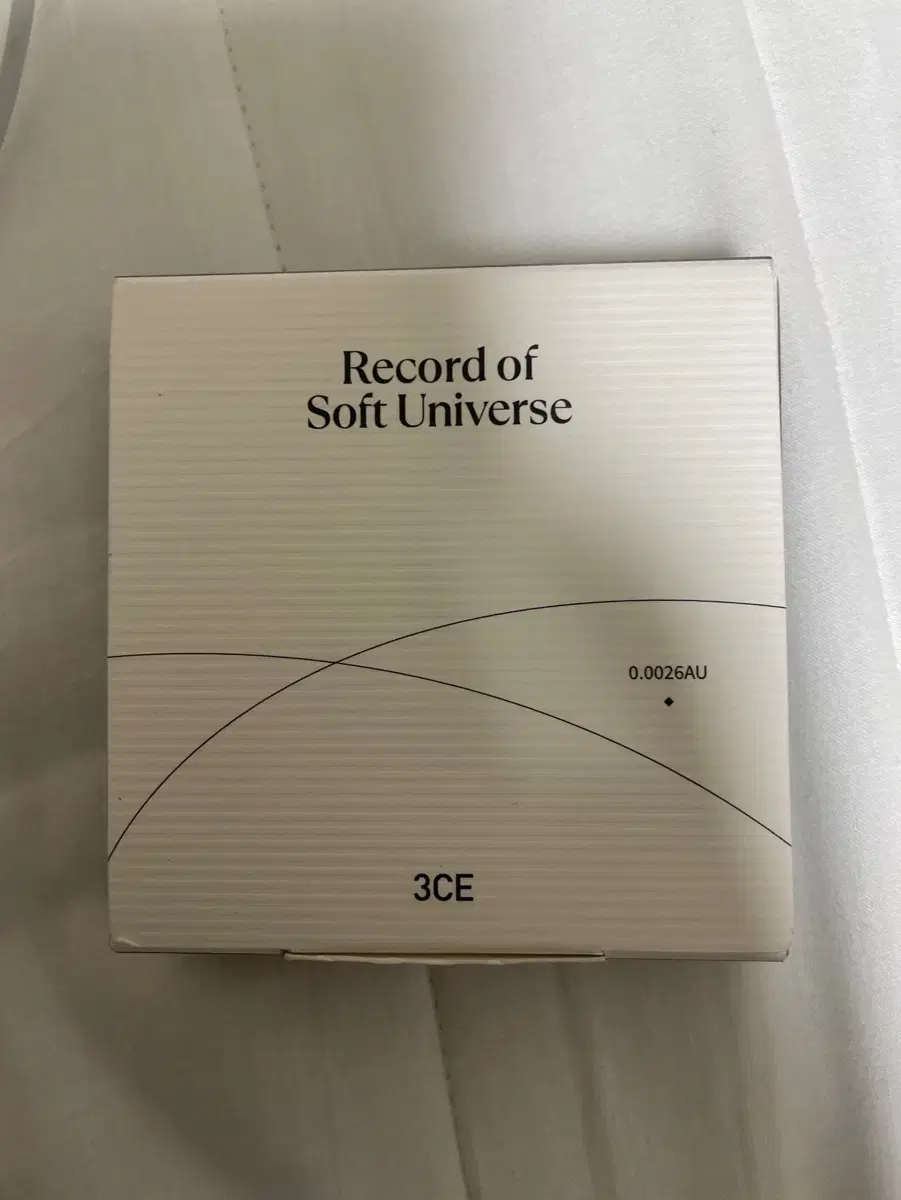 Record of
Soft Universe
0.0026AU
3CE